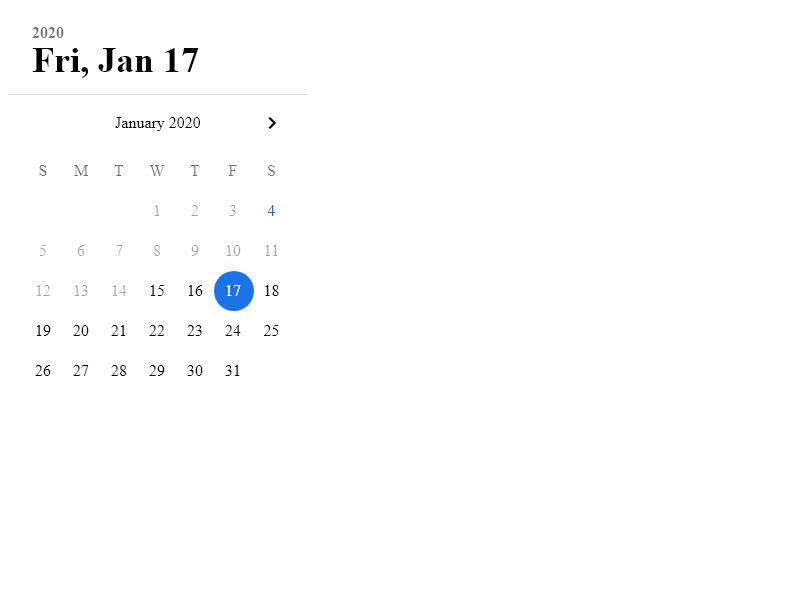 2020
Fri, Jan 17
January 2020
S M T W T F S
1 2 3 4
5 6 7 8 9 10 11
12 13 14 15 16 17 18
19 20 21 22 23 24 25
26 27 28 29 30 31